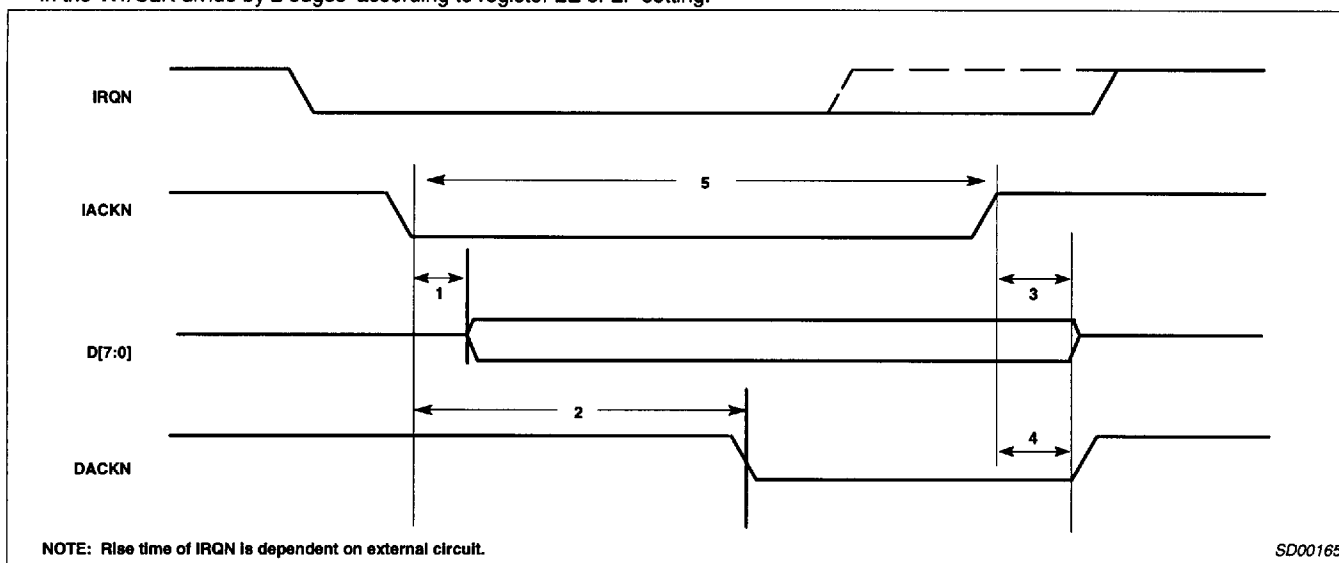 IRQN
IACKN
5
1
3
D[7:0]
2
4
DACKN
NOTE: Rise time of IRQN is dependent on external circuit.
SD00165